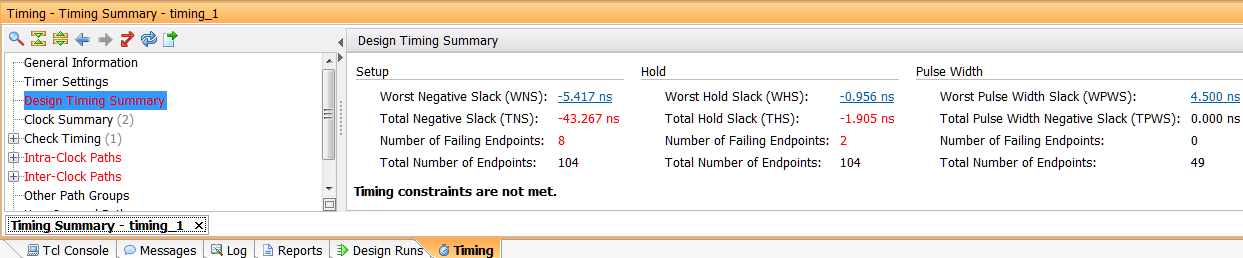 Timing - Timing Summary - timing_1
General Information
Timer Settings
Design Timing Summary
Clock Summary (2)
Check Timing (1)
Intra-Clock Paths
Inter-Clock Paths
Other Path Groups
Design Timing Summary
Setup Hold Pulse Width
Worst Negative Slack (WNS): -5.417 ns Worst Hold Slack (WHS): -0.956 ns Worst Pulse Width Slack (WPWS): 4.500 ns
Total Negative Slack (TNS): -43.267 ns Total Hold Slack (THS): -1.905 ns Total Pulse Width Negative Slack (TPWS): 0.000 ns
Number of Failing Endpoints: 8 Number of Failing Endpoints: 2 Number of Failing Endpoints: 0
Total Number of Endpoints: 104 Total Number of Endpoints: 104 Total Number of Endpoints: 49
Timing constraints are not met.
Timing Summary - timing_1 ×
Tcl Console Messages Log Reports Design Runs Timing